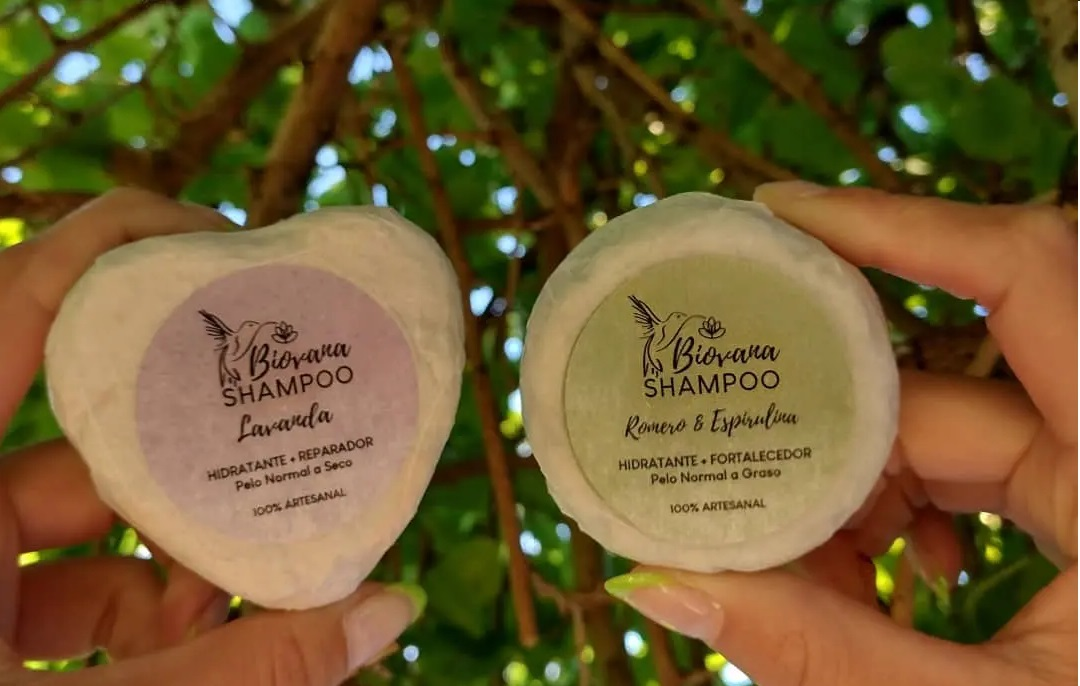 Biovana
SHAMPOO
Lavanda
HIDRATANTE + REPARADOR
Pelo Normal a Seco
100% ARTESANAL
Biovana
SHAMPOO
Romero & Espirulina
HIDRATANTE + FORTALECEDOR
Pelo Normal a Graso
100% ARTESANAL